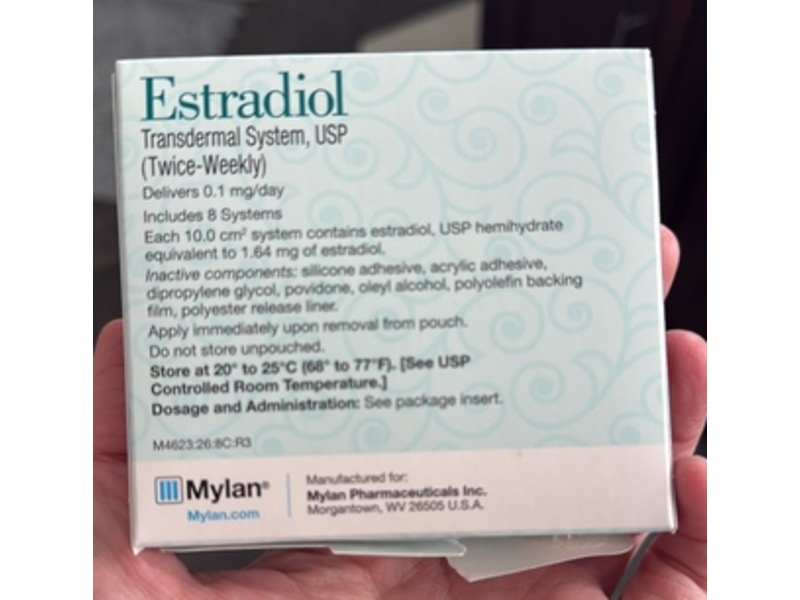 Estradiol
Transdermal System, USP
(Twice-Weekly)
Delivers 0.1 mg/day
Includes 8 Systems
Each 10.0 cm² system contains estradiol, USP hemihydrate
equivalent to 1.64 mg of estradiol.
Inactive components: silicone adhesive, acrylic adhesive,
dipropylene glycol, povidone, oleyl alcohol, polyolefin backing
film, polyester release liner.
Apply immediately upon removal from pouch.
Do not store unpouched.
Store at 20° to 25°C (68° to 77°F). [See USP
Controlled Room Temperature.]
Dosage and Administration: See package insert.
M4623:26:8C:R3
Mylan®
Mylan.com
Manufactured for:
Mylan Pharmaceuticals Inc.
Morgantown, WV 26505 U.S.A.